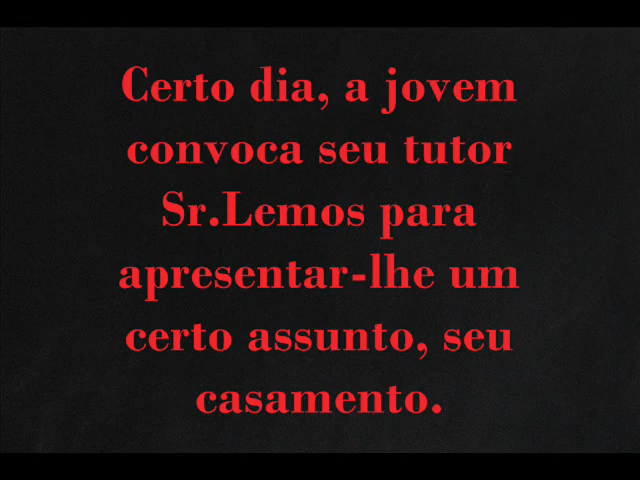 Certo dia, a jovem
convoca seu tutor
Sr.Lemos para
apresentar-lhe um
certo assunto, seu
casamento.